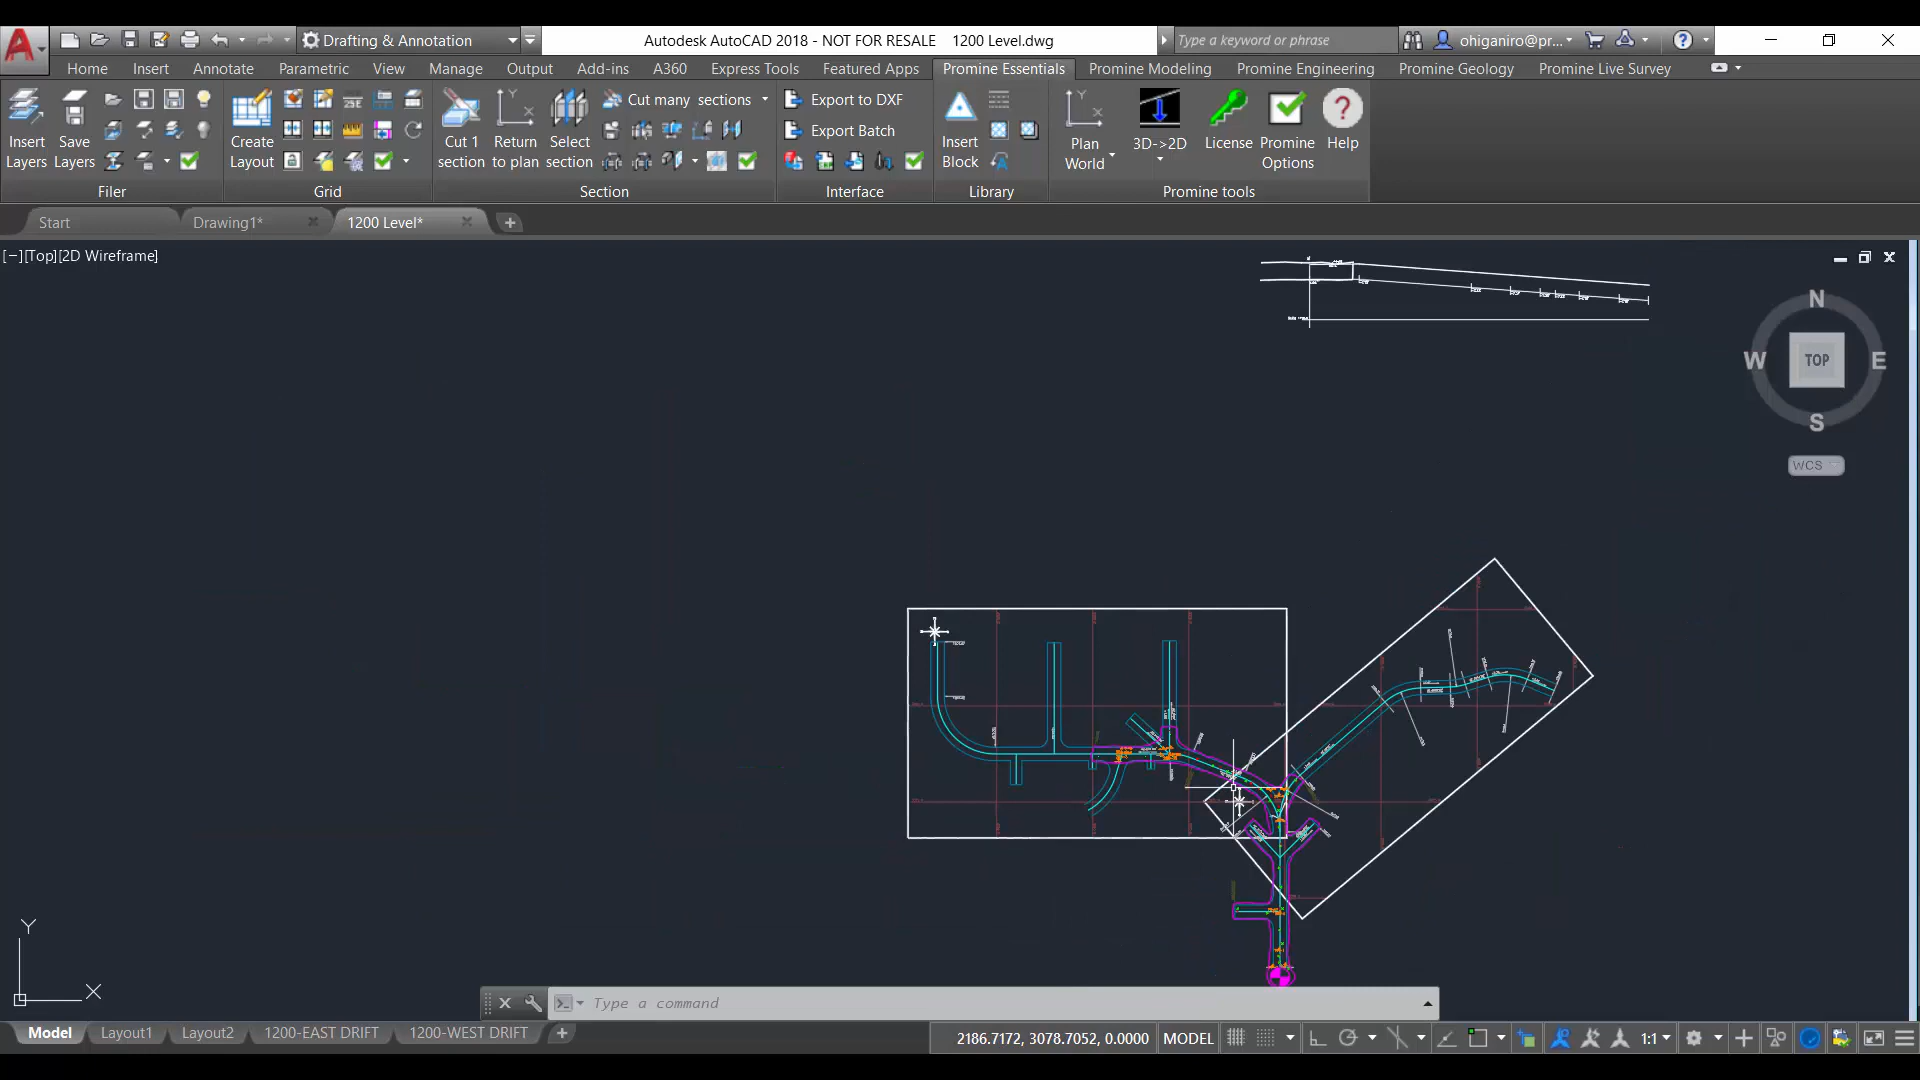 Drafting & Annotation
Autodesk AutoCAD 2018 - NOT FOR RESALE 1200 Level.dwg
Type a keyword or phrase
ohiganiro@pr...
Home Insert Annotate Parametric View Manage Output Add-ins A360 Express Tools Featured Apps Promine Essentials Promine Modeling Promine Engineering Promine Geology Promine Live Survey
Insert Layers
Save Layers
Filer
Create Layout
Grid
Cut 1 section
Return to plan
Select section
Cut many sections
Section
Export to DXF
Export Batch
Interface
Insert Block
Library
Plan World
3D->2D
License
Promine Options
Help
Promine tools
Start
Drawing1*
1200 Level*
[−][Top][2D Wireframe]
N
W TOP E
S
WCS
Y
X
Type a command
Model Layout1 Layout2 1200-EAST DRIFT 1200-WEST DRIFT
2186.7172, 3078.7052, 0.0000 MODEL
1:1